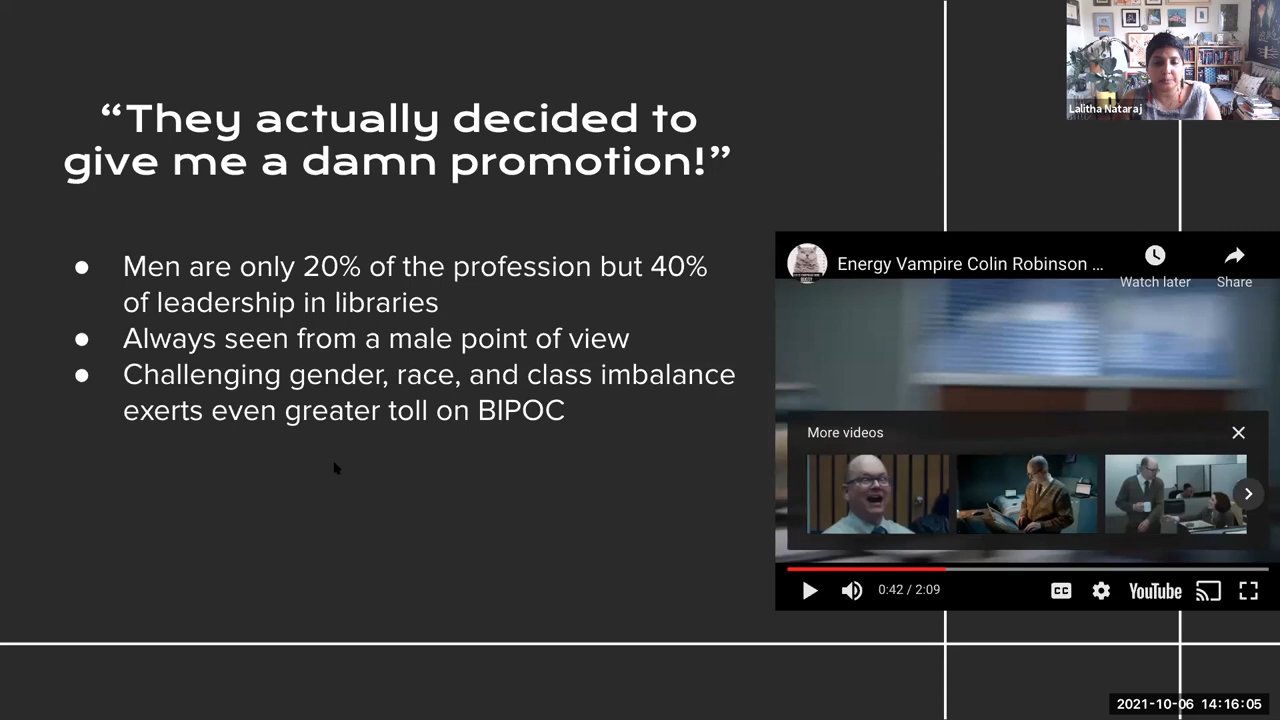 “They actually decided to
give me a damn promotion!”
● Men are only 20% of the profession but 40%
of leadership in libraries
● Always seen from a male point of view
● Challenging gender, race, and class imbalance
exerts even greater toll on BIPOC
Lalitha Nataraj
Energy Vampire Colin Robinson ...
Watch later
Share
More videos
0:42 / 2:09
CC
YouTube
2021-10-06 14:16:05